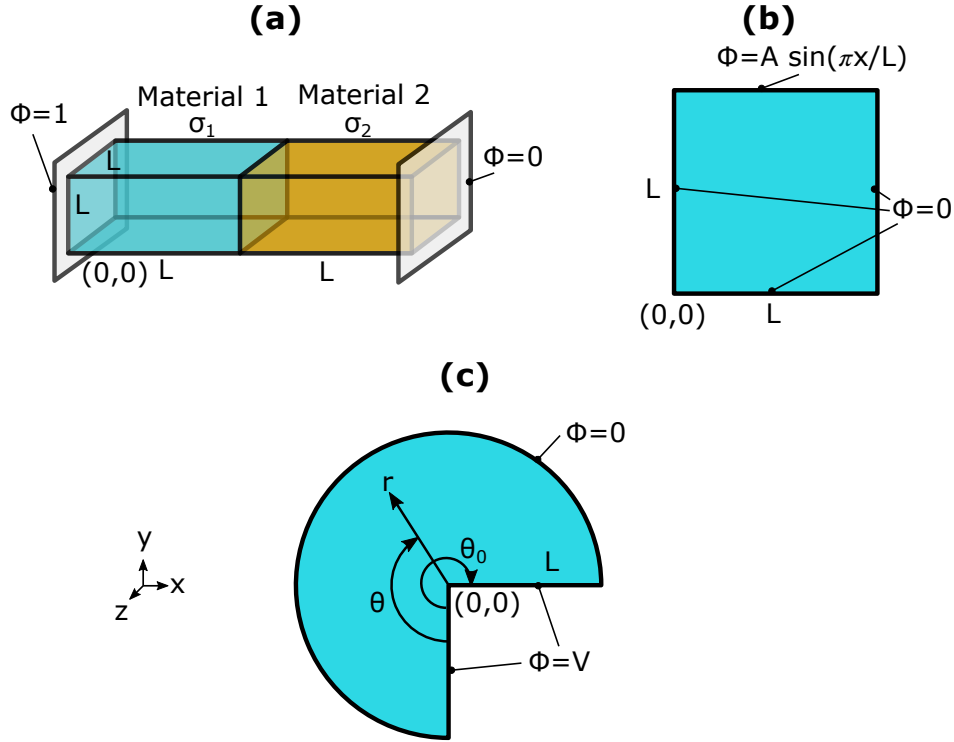 (a)
Material 1
Material 2
Φ=1
σ1
σ2
Φ=0
L
L
(0,0)
L
L
(b)
Φ=A sin(πx/L)
L
Φ=0
(0,0)
L
(c)
Φ=0
r
θ0
L
θ
(0,0)
Φ=V
y
x
z